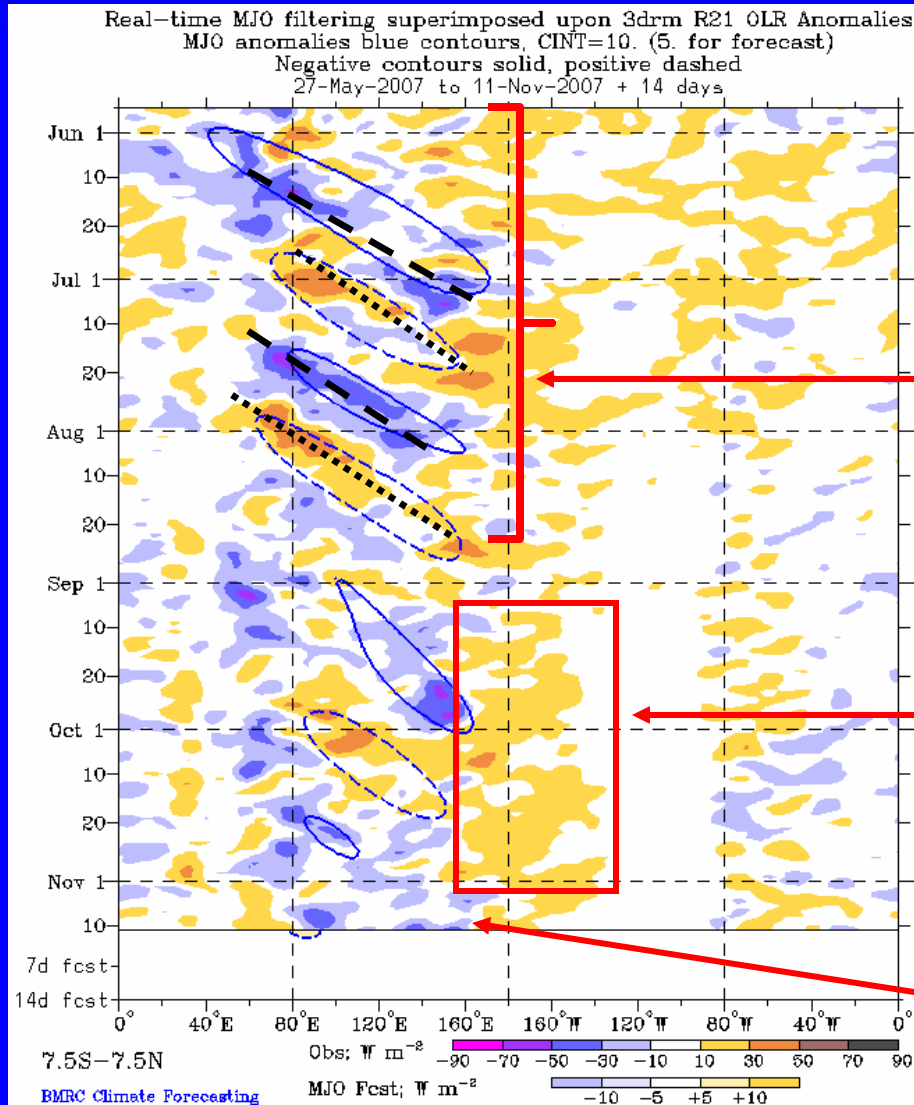 Real-time MJO filtering superimposed upon 3drm R21 OLR Anomalies
MJO anomalies blue contours, CINT=10. (5. for forecast)
Negative contours solid, positive dashed
27-May-2007 to 11-Nov-2007 + 14 days
Jun 1
10
20
Jul 1
10
20
Aug 1
10
20
Sep 1
10
20
Oct 1
10
20
Nov 1
10
7d fcst
14d fcst
0° 40°E 80°E 120°E 160°E 160°W 120°W 80°W 40°W 0°
7.5S-7.5N
Obs; W m⁻² -90 -70 -50 -30 -10 10 30 50 70 90
MJO Fcst; W m⁻² -10 -5 +5 +10
BMRC Climate Forecasting